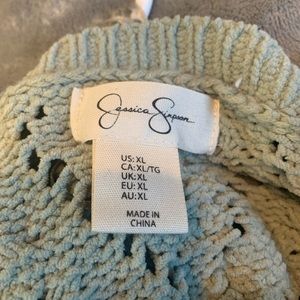 Jessica Simpson
US: XL
CA: XL/TG
UK: XL
EU: XL
AU: XL
MADE IN
CHINA